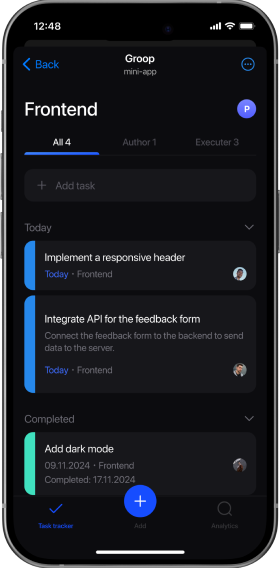 12:48
Back
Groop
mini-app
Frontend
P
All 4
Author 1
Executer 3
Add task
Today
Implement a responsive header
Today · Frontend
Integrate API for the feedback form
Connect the feedback form to the backend to send
data to the server.
Today · Frontend
Completed
Add dark mode
09.11.2024 · Frontend
Completed: 17.11.2024
Task tracker
Add
Analytics